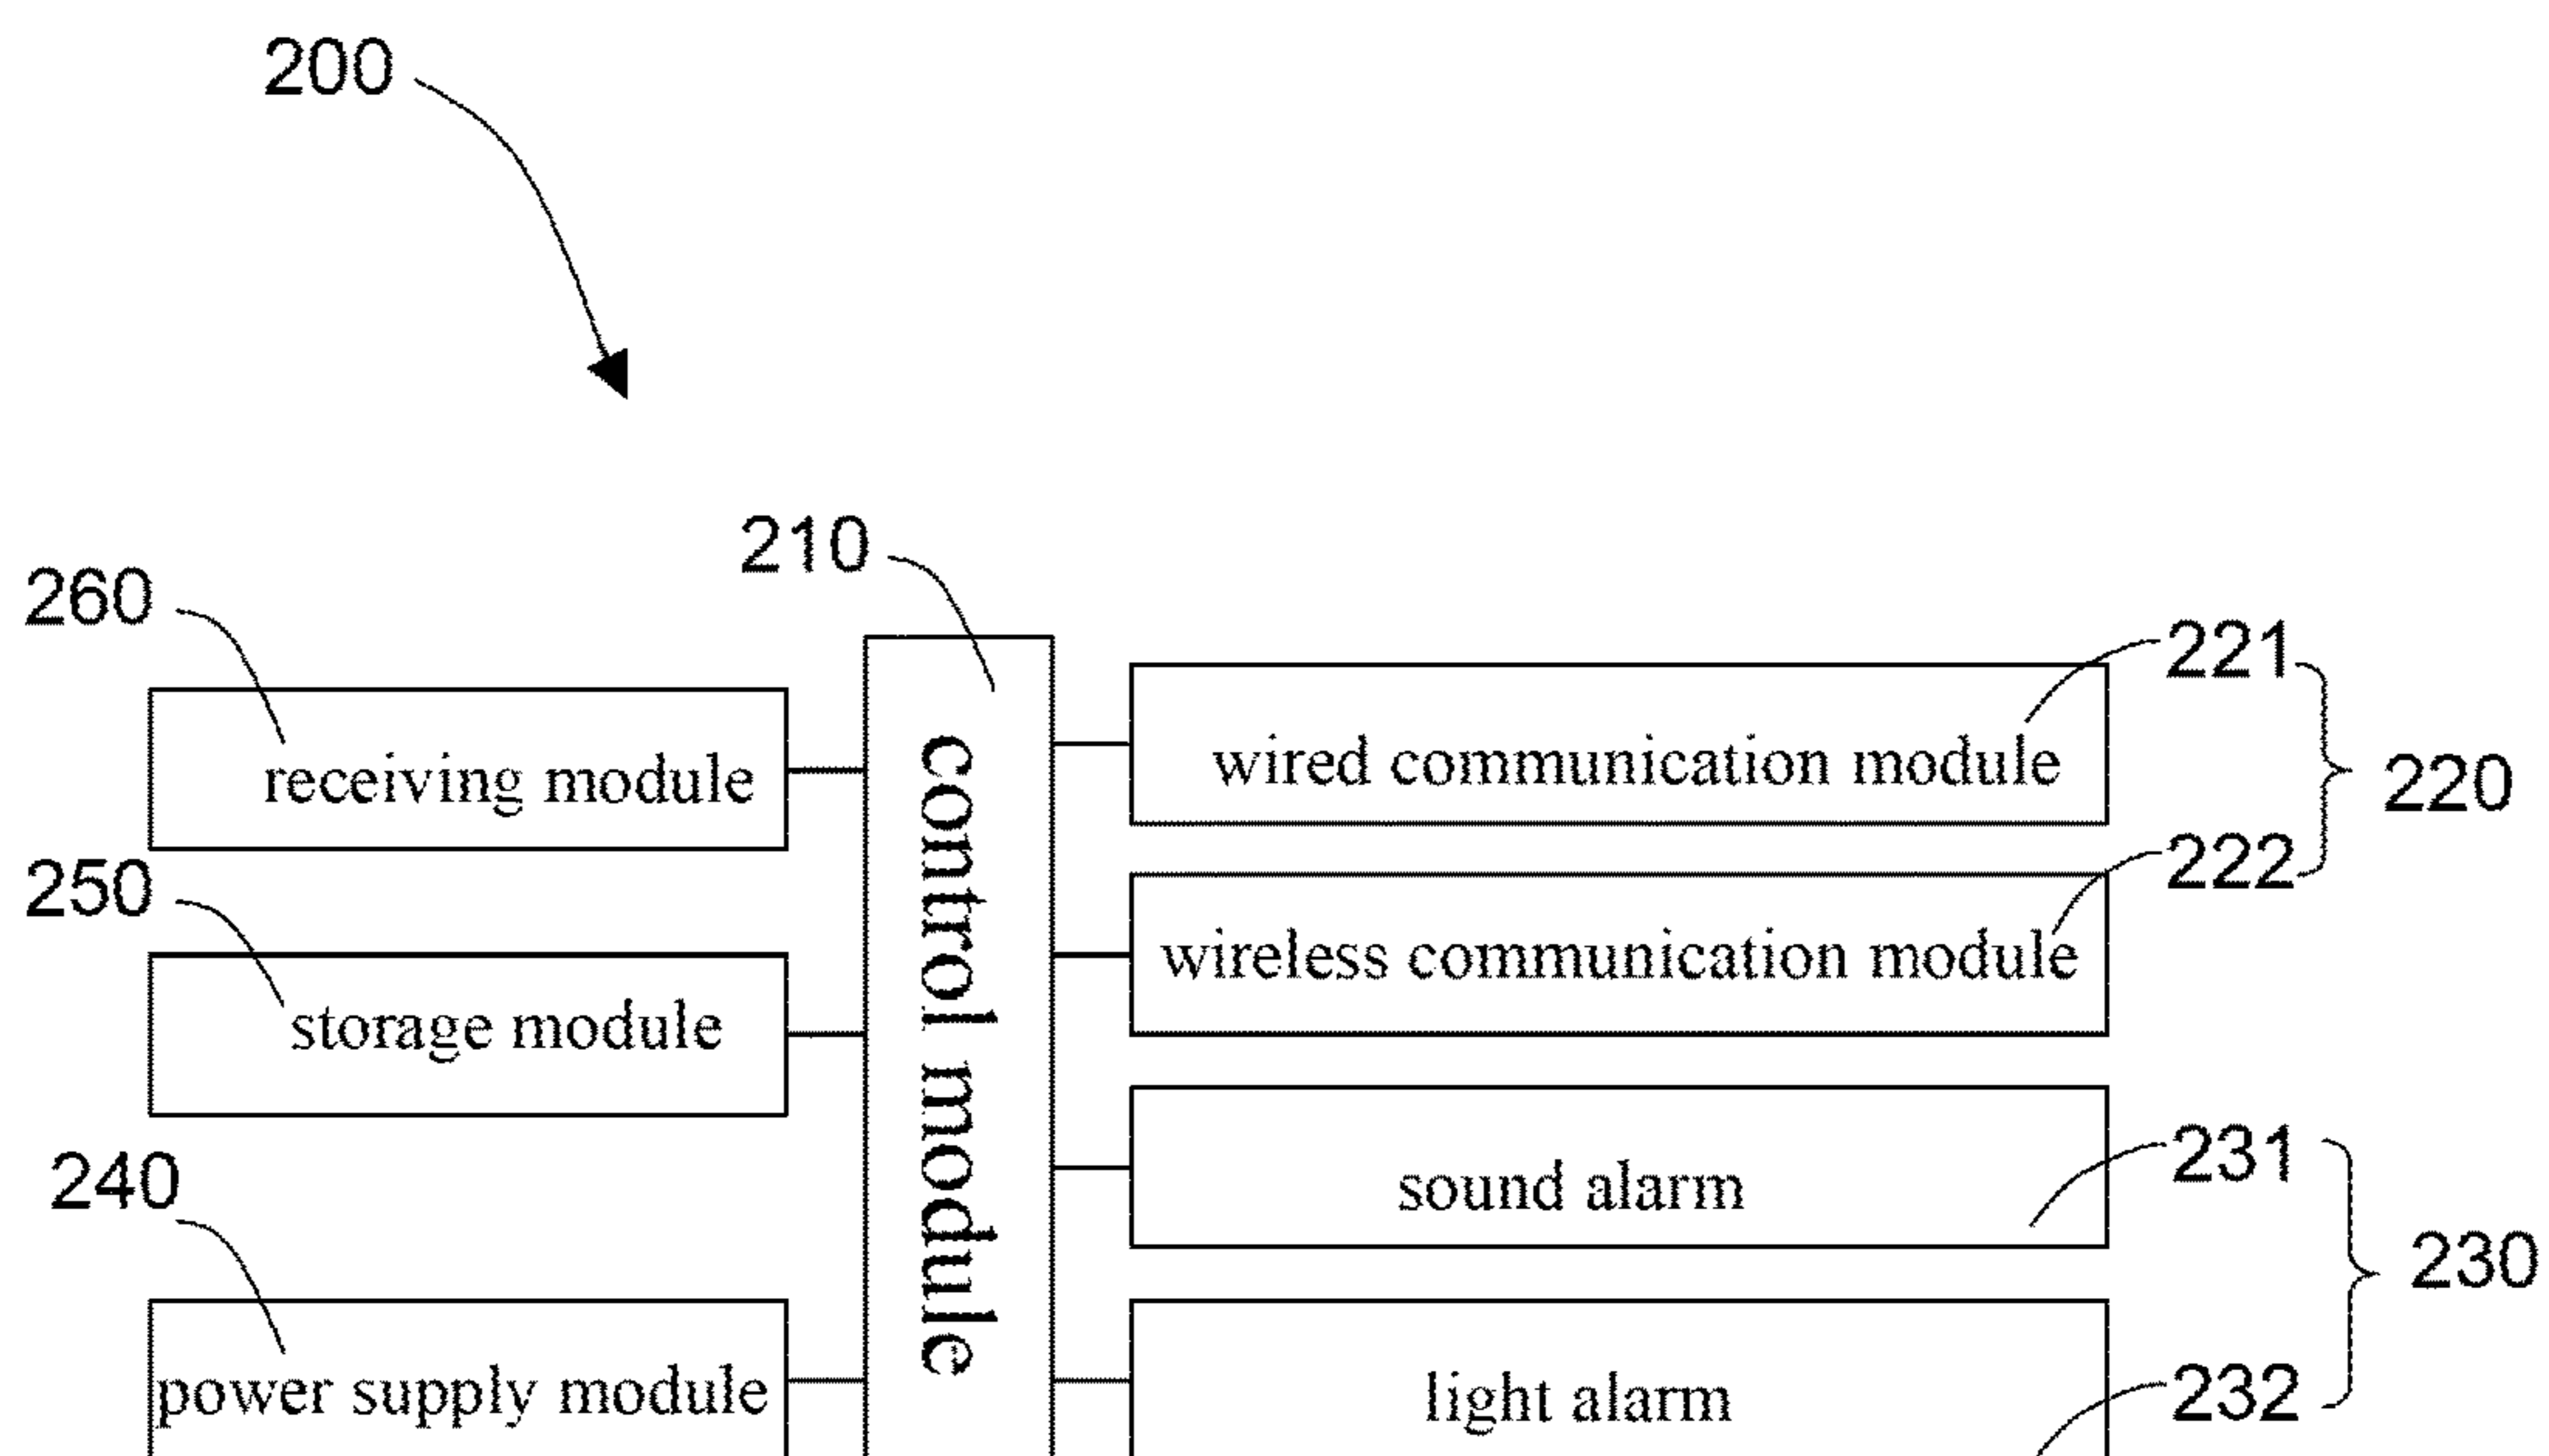 200
210
260
221
receiving module
wired communication module
220
250
222
control module
storage module
wireless communication module
240
231
sound alarm
230
power supply module
light alarm
232